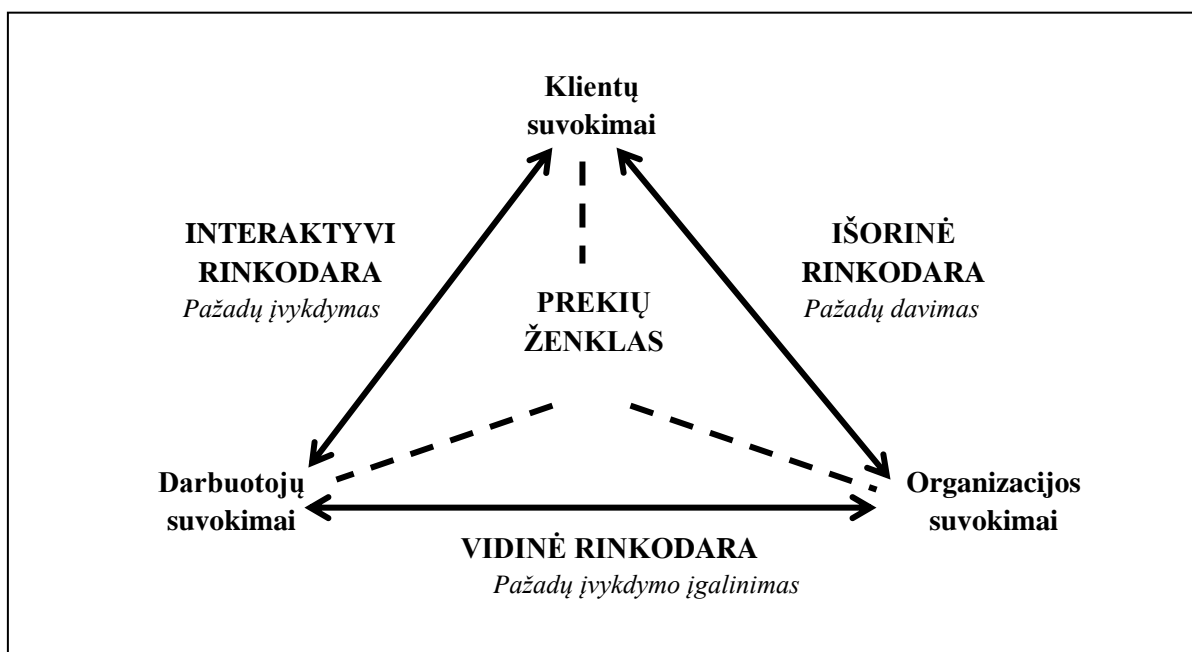 Klientų
suvokimai
INTERAKTYVI
RINKODARA
Pažadų įvykdymas
IŠORINĖ
RINKODARA
Pažadų davimas
PREKIŲ
ŽENKLAS
Darbuotojų
suvokimai
Organizacijos
suvokimai
VIDINĖ RINKODARA
Pažadų įvykdymo įgalinimas